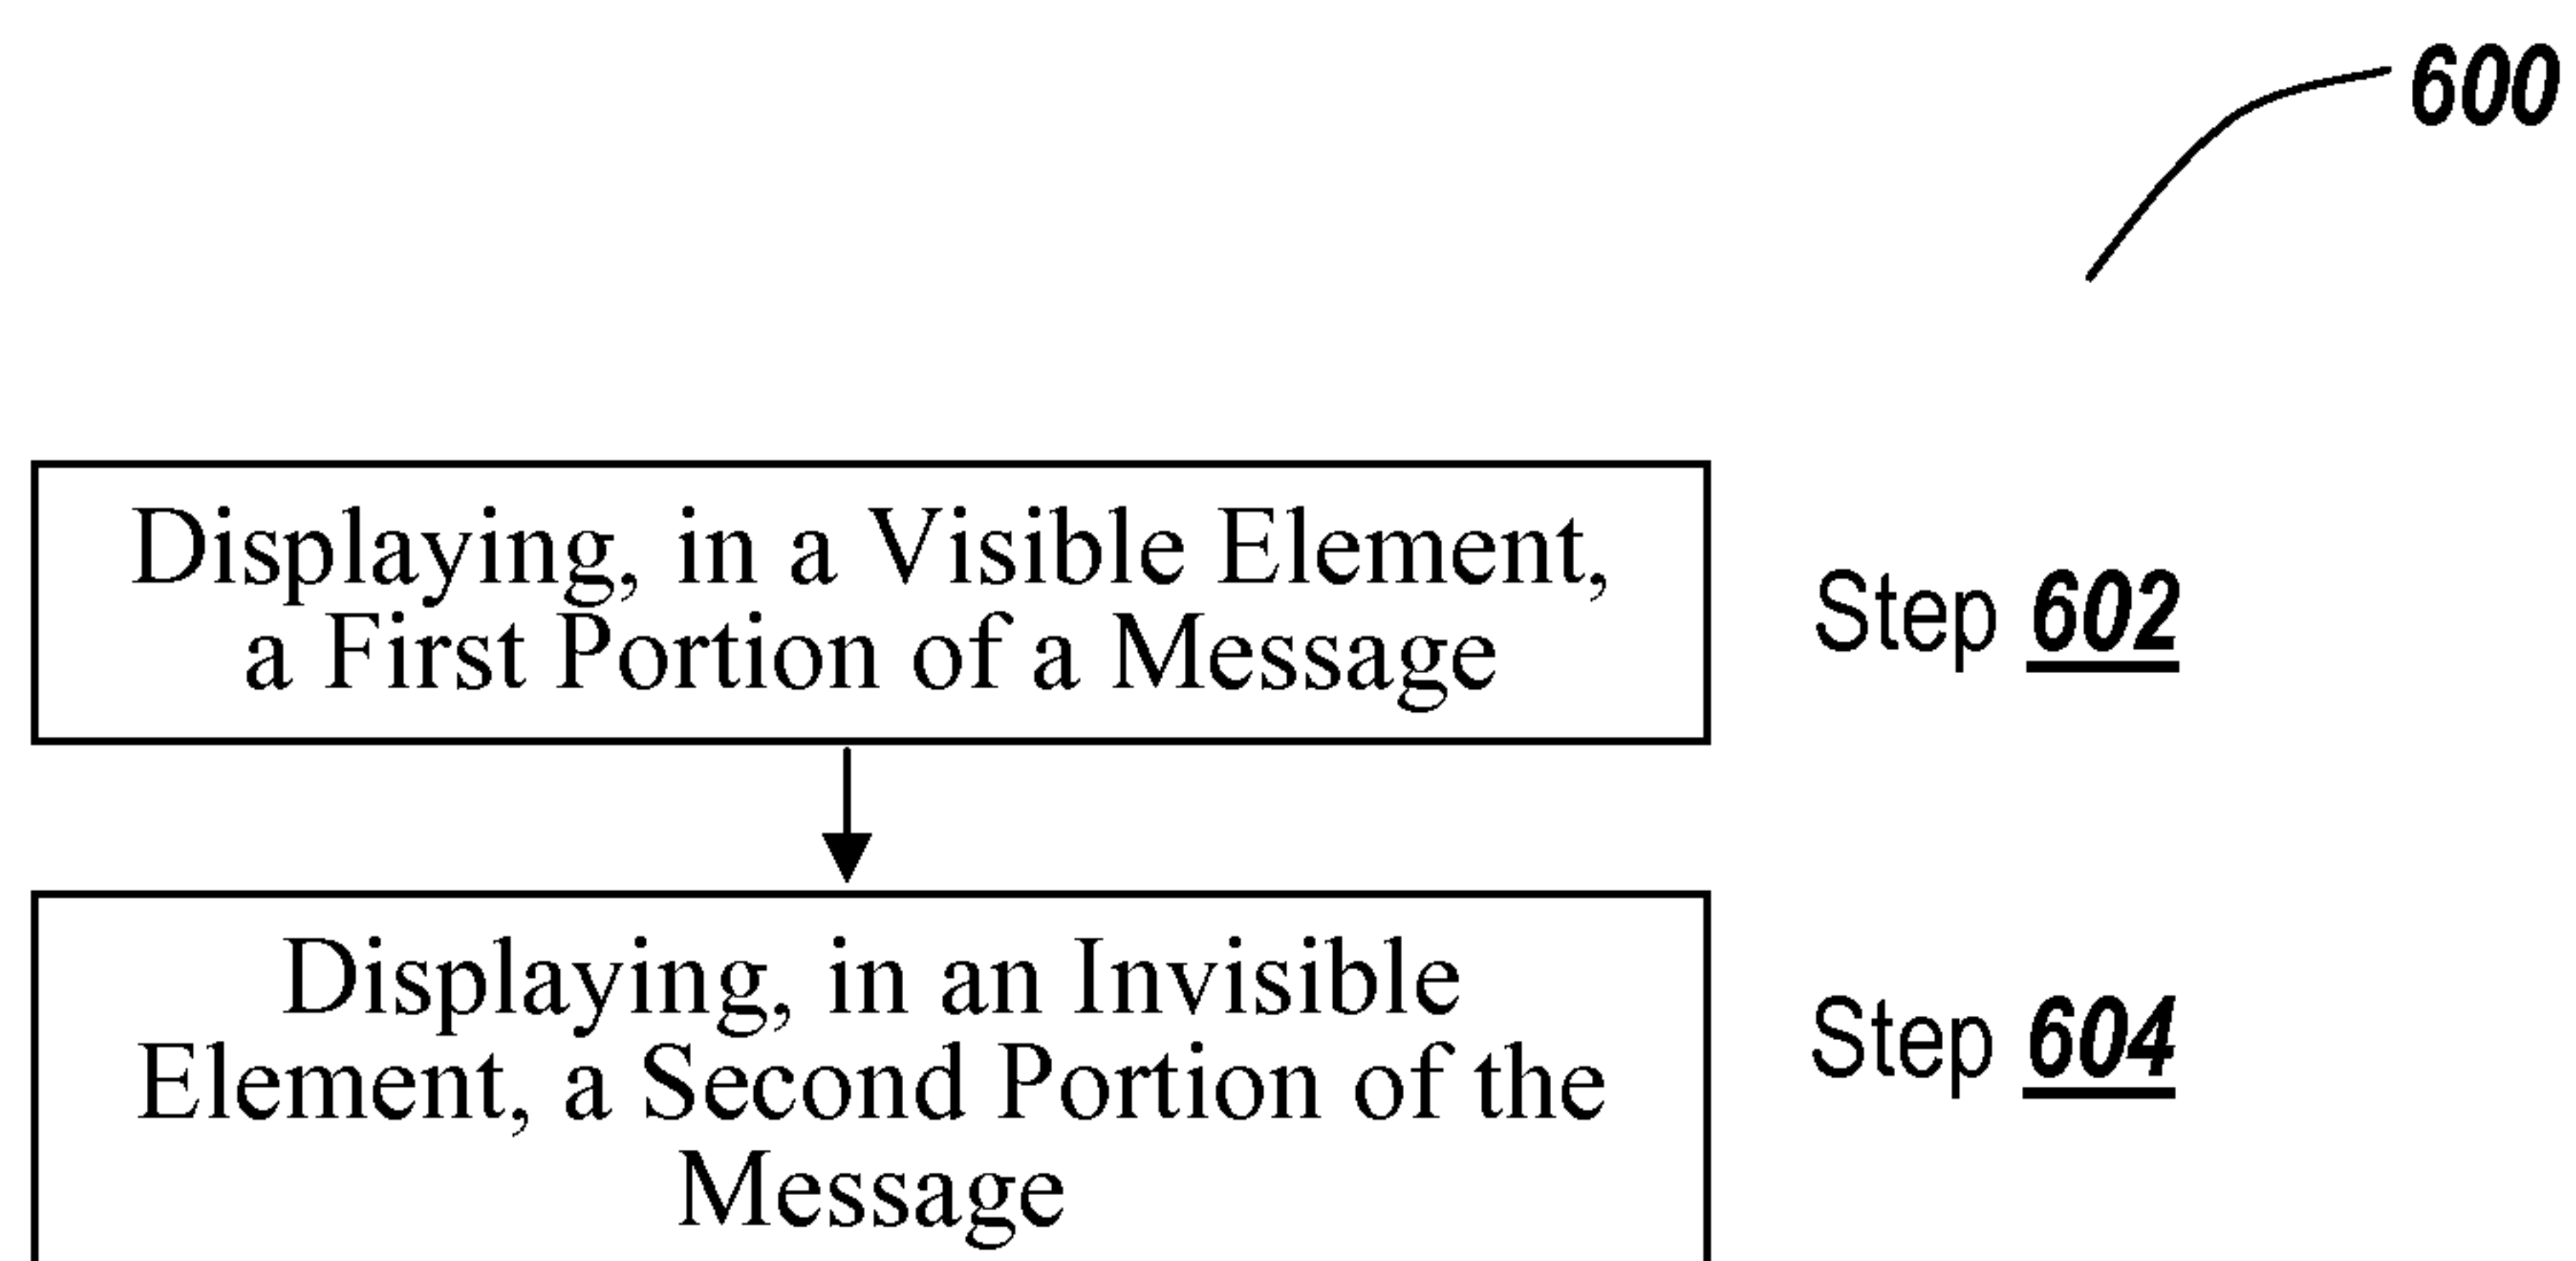 600
Displaying, in a Visible Element,
a First Portion of a Message
Step 602
Displaying, in an Invisible
Element, a Second Portion of the
Message
Step 604